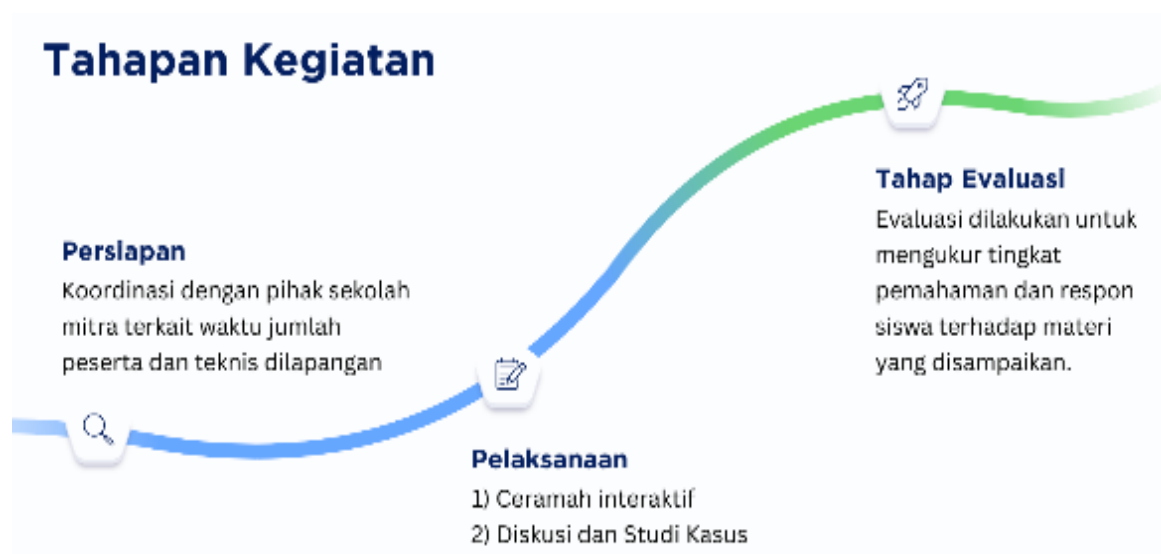 Tahapan Kegiatan
Persiapan
Koordinasi dengan pihak sekolah
mitra terkait waktu jumlah
peserta dan teknis dilapangan
Pelaksanaan
1) Ceramah interaktif
2) Diskusi dan Studi Kasus
Tahap Evaluasi
Evaluasi dilakukan untuk
mengukur tingkat
pemahaman dan respon
siswa terhadap materi
yang disampaikan.